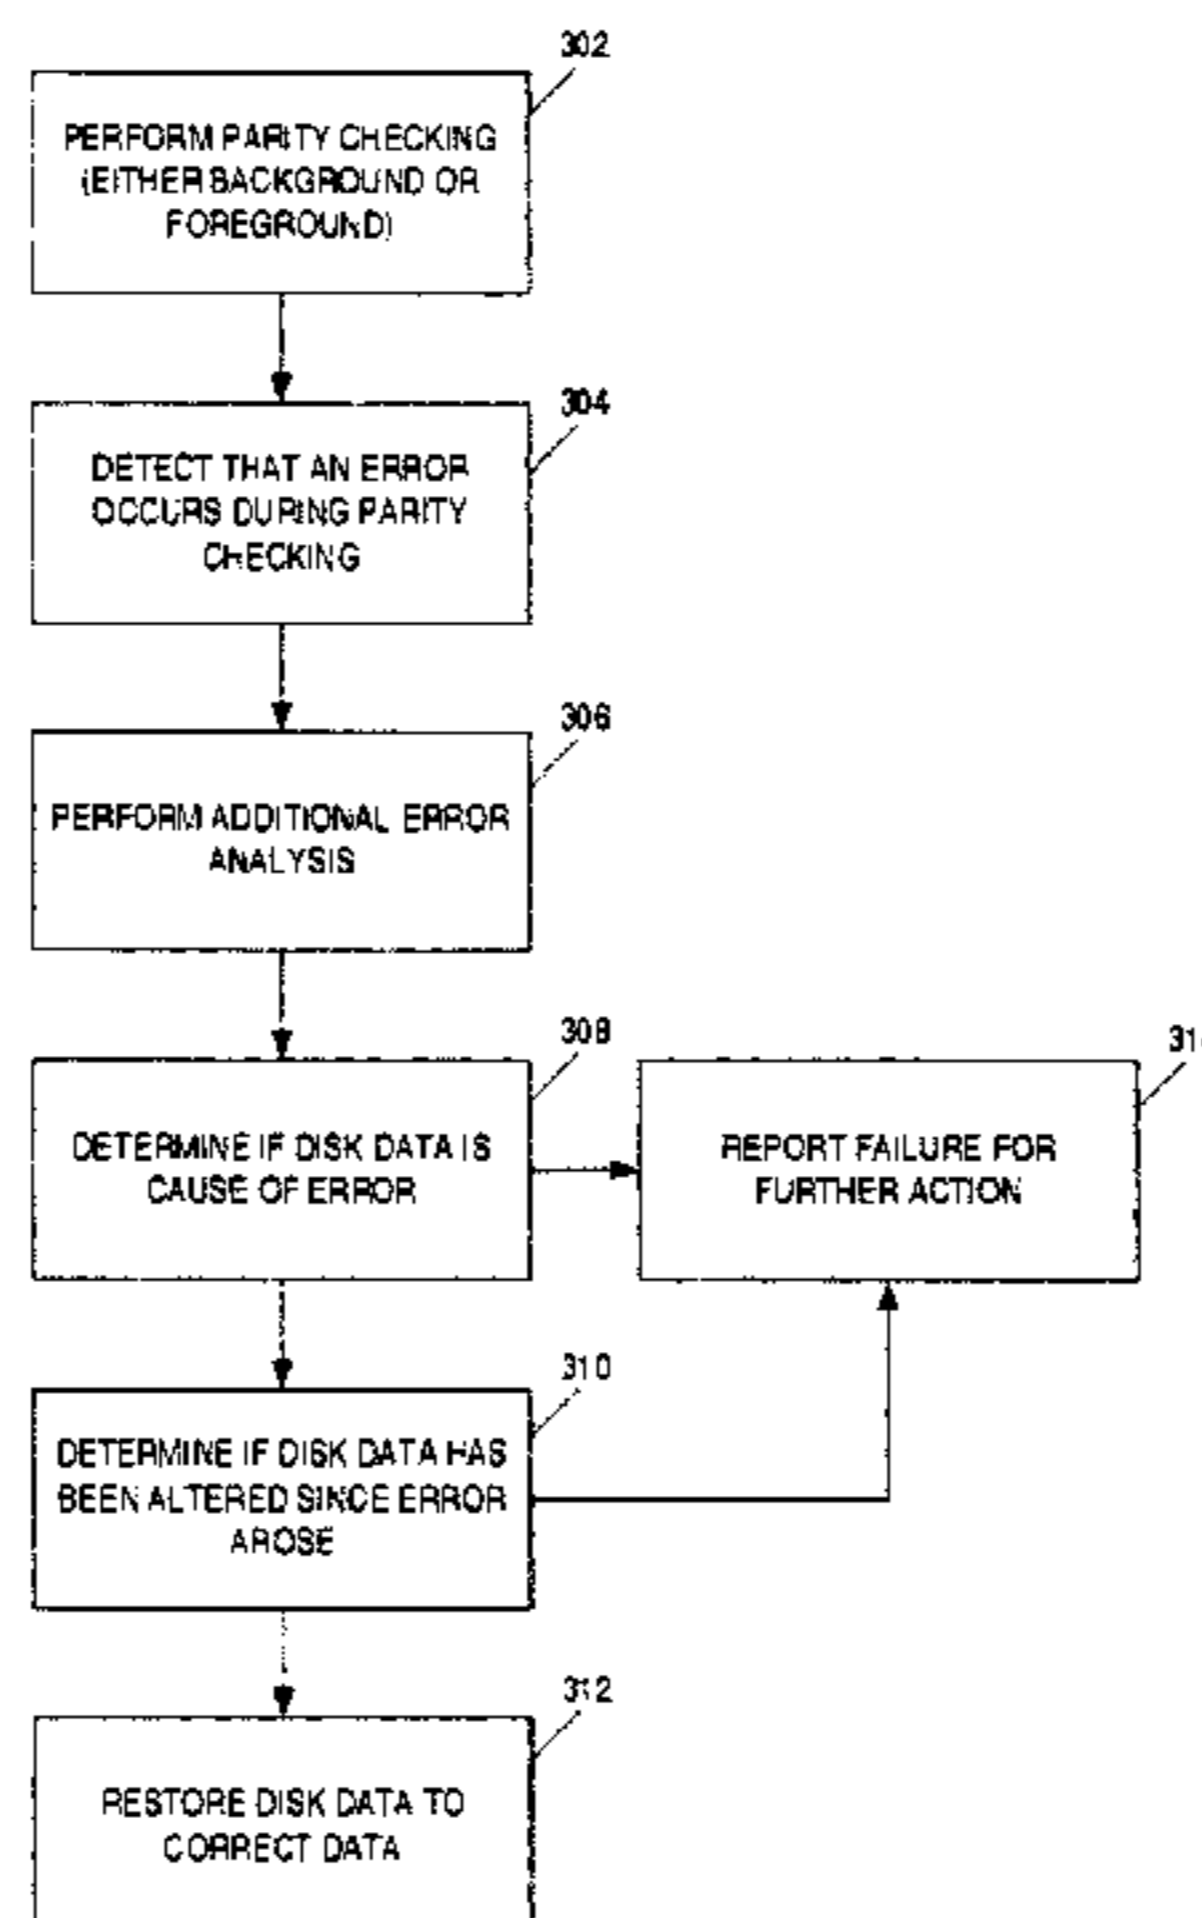 302
PERFORM PARITY CHECKING
(EITHER BACKGROUND OR
FOREGROUND)
304
DETECT THAT AN ERROR
OCCURS DURING PARITY
CHECKING
306
PERFORM ADDITIONAL ERROR
ANALYSIS
308
DETERMINE IF DISK DATA IS
CAUSE OF ERROR
REPORT FAILURE FOR
FURTHER ACTION
310
DETERMINE IF DISK DATA HAS
BEEN ALTERED SINCE ERROR
AROSE
312
RESTORE DISK DATA TO
CORRECT DATA